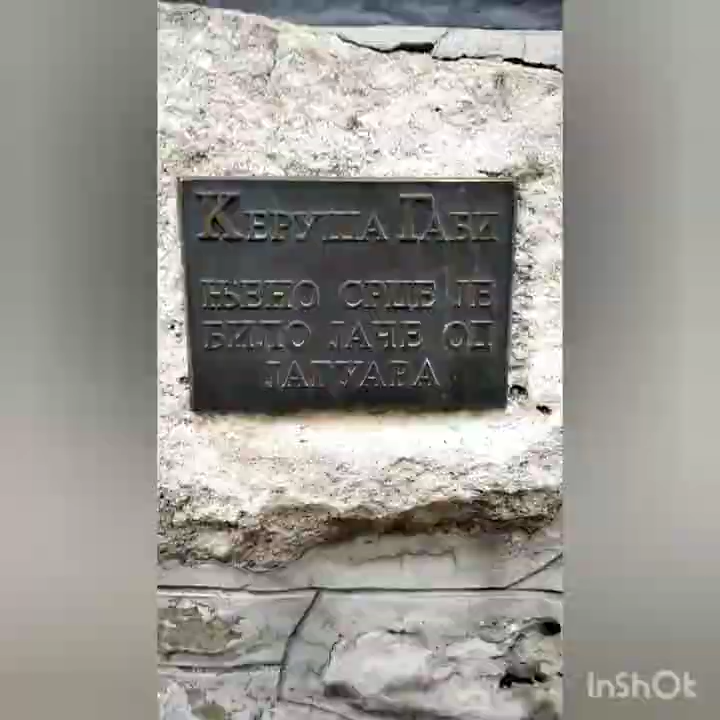 Керуша Габи
ЊЕНО СРЦЕ ЈЕ
БИЛО ЈАЧЕ ОД
ЈАГУАРА
InShOt